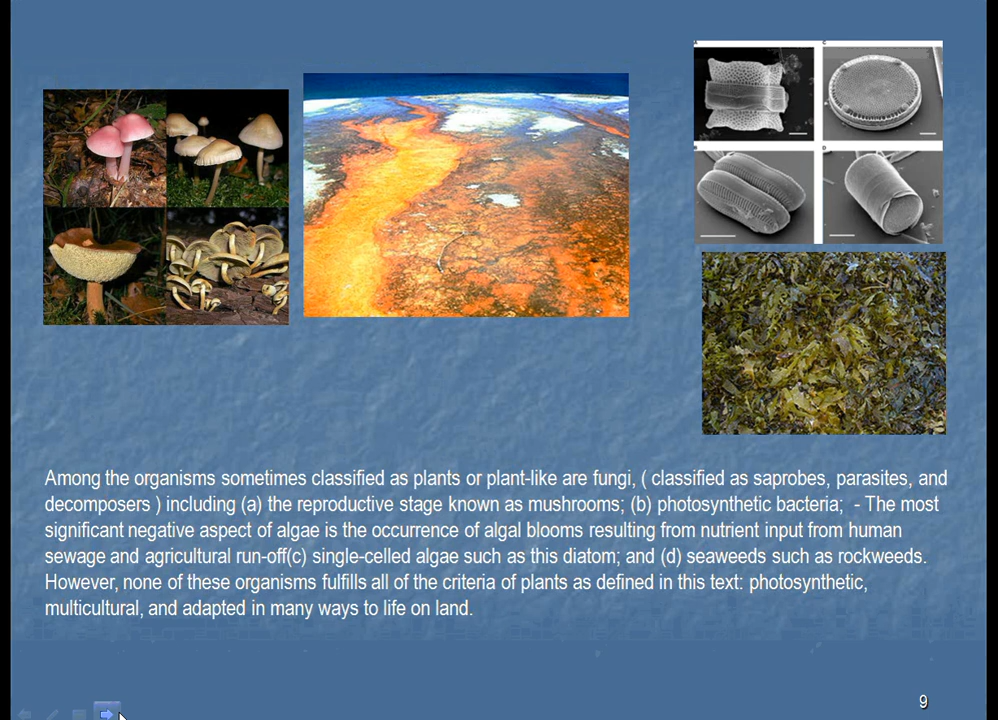 Among the organisms sometimes classified as plants or plant-like are fungi, ( classified as saprobes, parasites, and
decomposers ) including (a) the reproductive stage known as mushrooms; (b) photosynthetic bacteria;  - The most
significant negative aspect of algae is the occurrence of algal blooms resulting from nutrient input from human
sewage and agricultural run-off(c) single-celled algae such as this diatom; and (d) seaweeds such as rockweeds.
However, none of these organisms fulfills all of the criteria of plants as defined in this text: photosynthetic,
multicultural, and adapted in many ways to life on land.
9